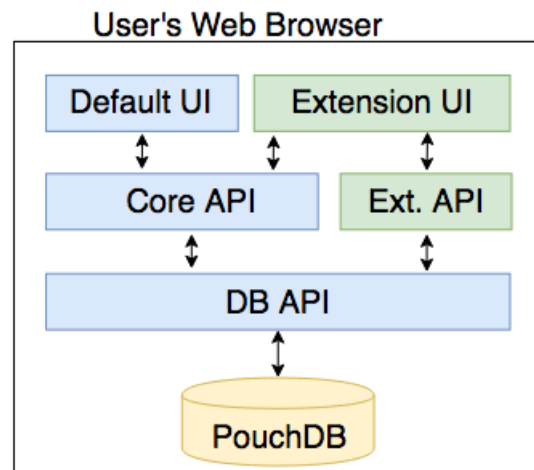 User's Web Browser
Default UI
Extension UI
Core API
Ext. API
DB API
PouchDB